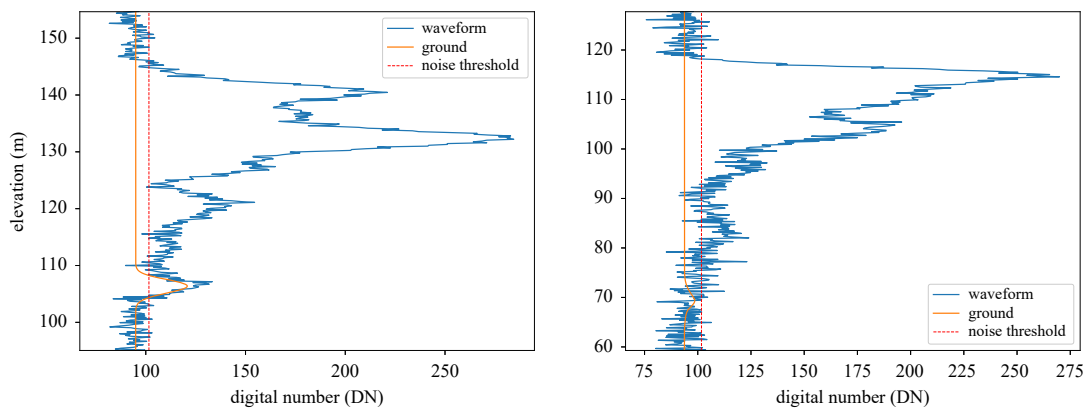 150
140
130
120
110
100
elevation (m)
100
150
200
250
digital number (DN)
waveform
ground
noise threshold
120
110
100
90
80
70
60
75
100
125
150
175
200
225
250
275
digital number (DN)
waveform
ground
noise threshold